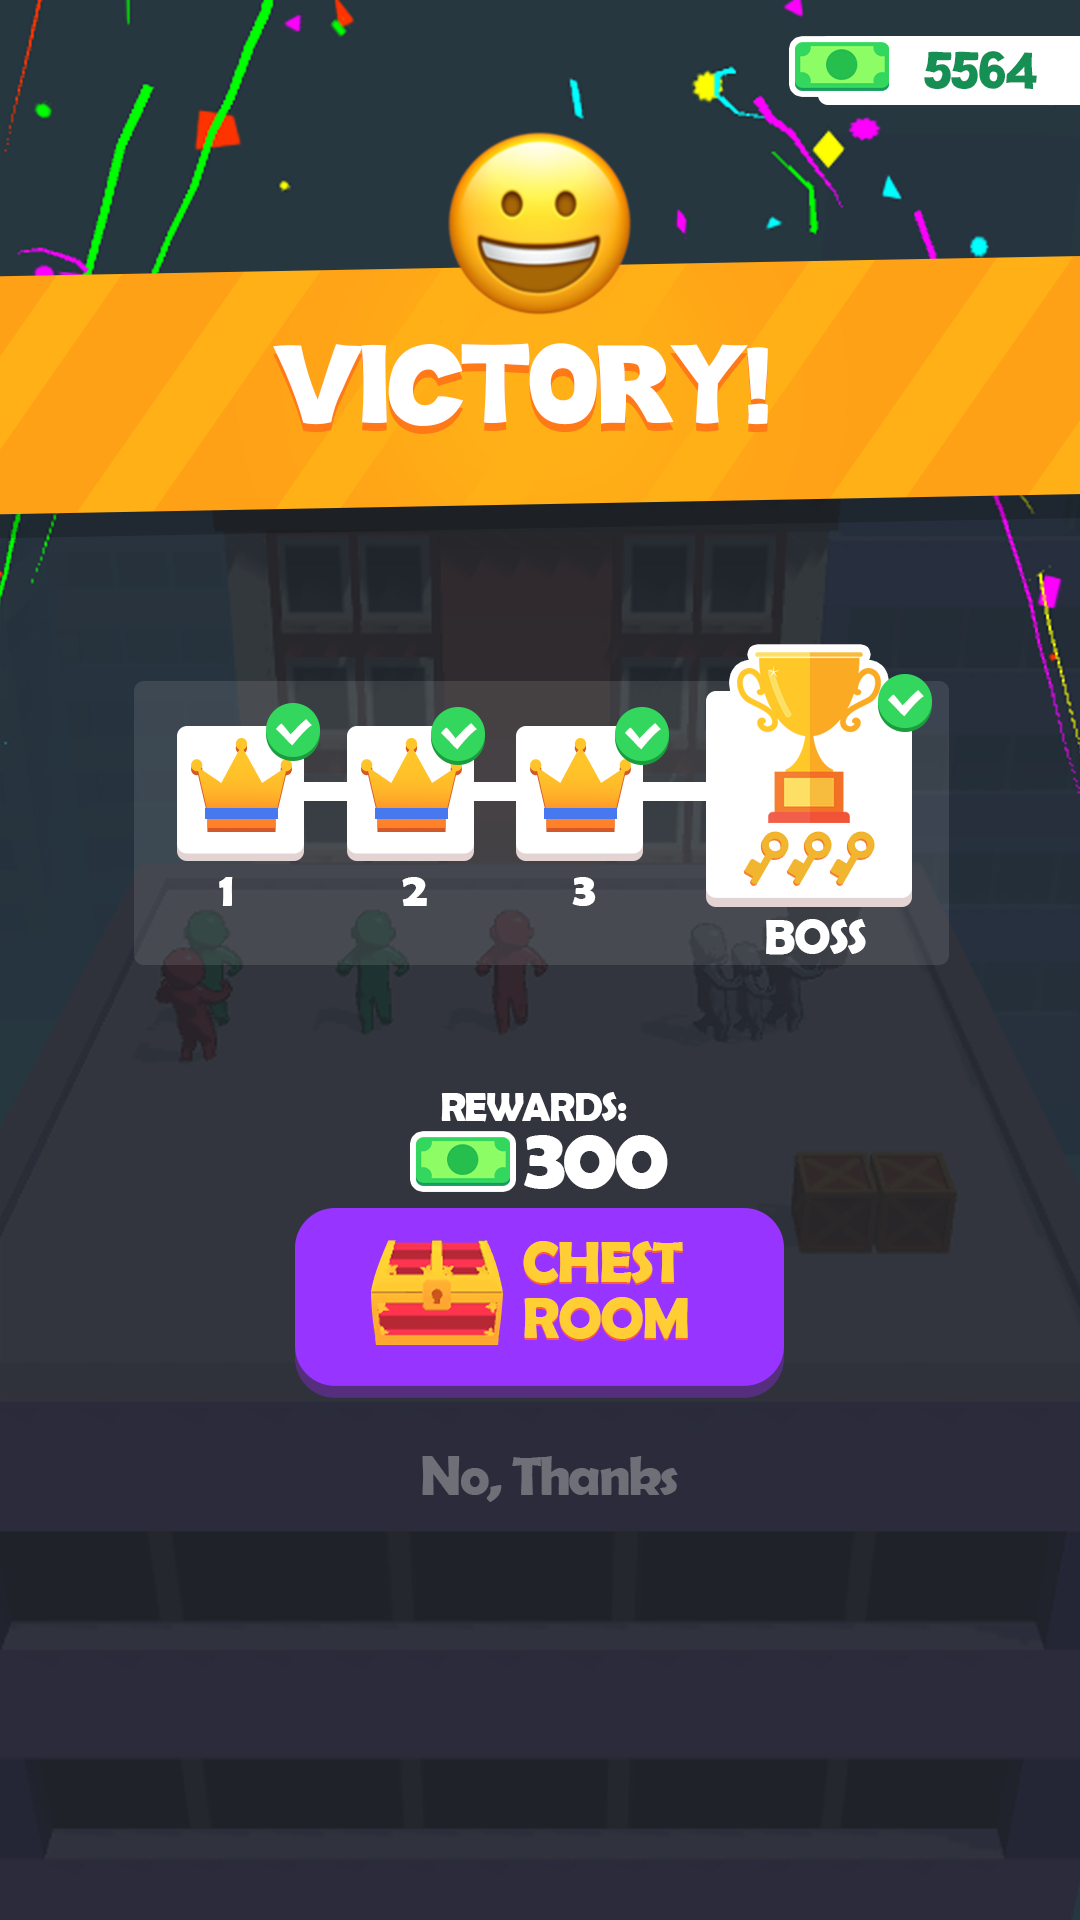 5564
VICTORY!
1
2
3
BOSS
REWARDS:
300
CHEST
ROOM
No, Thanks